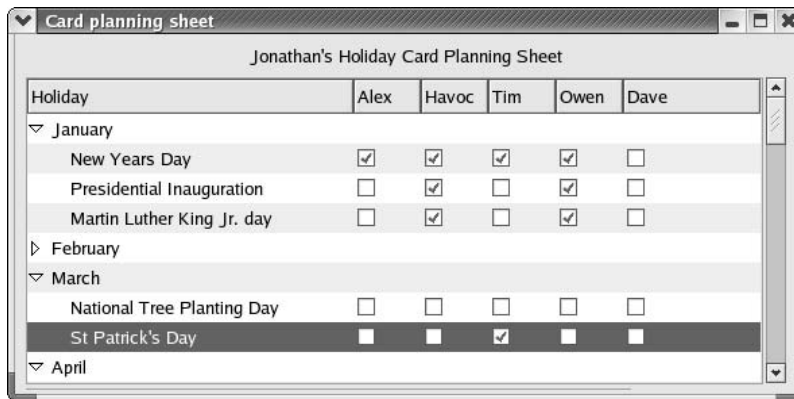 Card planning sheet
Jonathan's Holiday Card Planning Sheet
Holiday Alex Havoc Tim Owen Dave
January
New Years Day
Presidential Inauguration
Martin Luther King Jr. day
February
March
National Tree Planting Day
St Patrick's Day
April